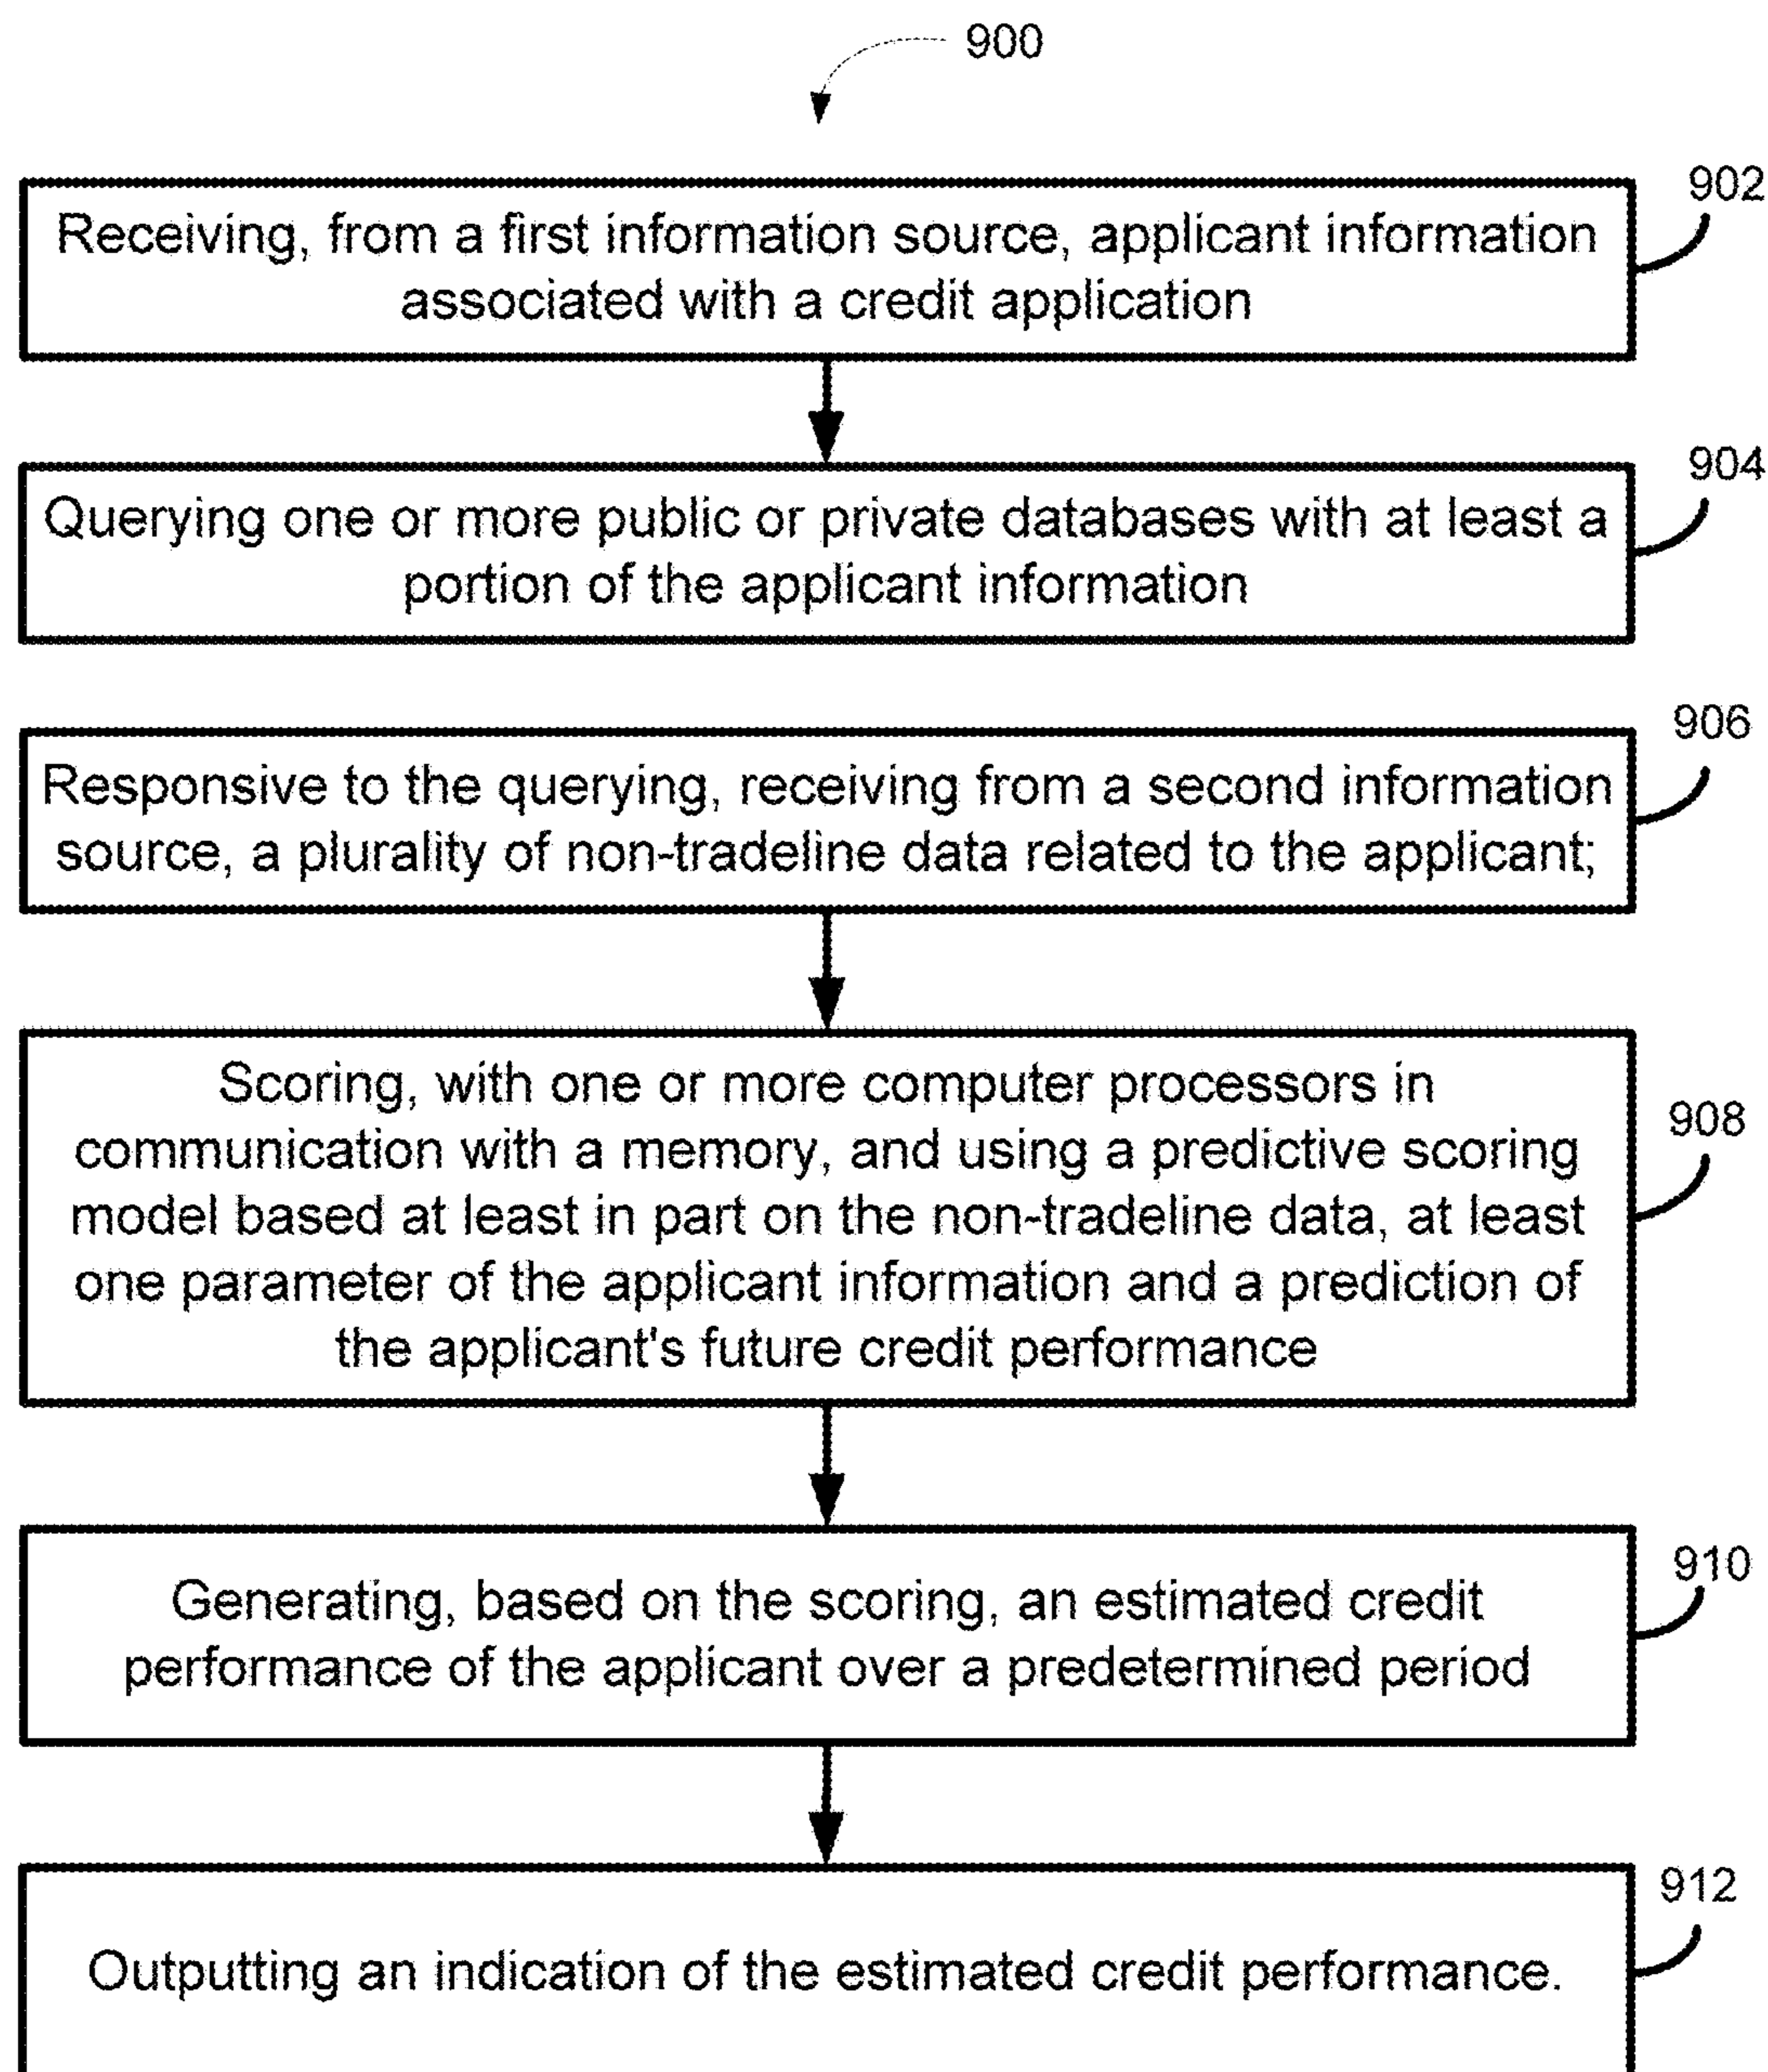 900
902
Receiving, from a first information source, applicant information
associated with a credit application
904
Querying one or more public or private databases with at least a
portion of the applicant information
906
Responsive to the querying, receiving from a second information
source, a plurality of non-tradeline data related to the applicant;
908
Scoring, with one or more computer processors in
communication with a memory, and using a predictive scoring
model based at least in part on the non-tradeline data, at least
one parameter of the applicant information and a prediction of
the applicant's future credit performance
910
Generating, based on the scoring, an estimated credit
performance of the applicant over a predetermined period
912
Outputting an indication of the estimated credit performance.